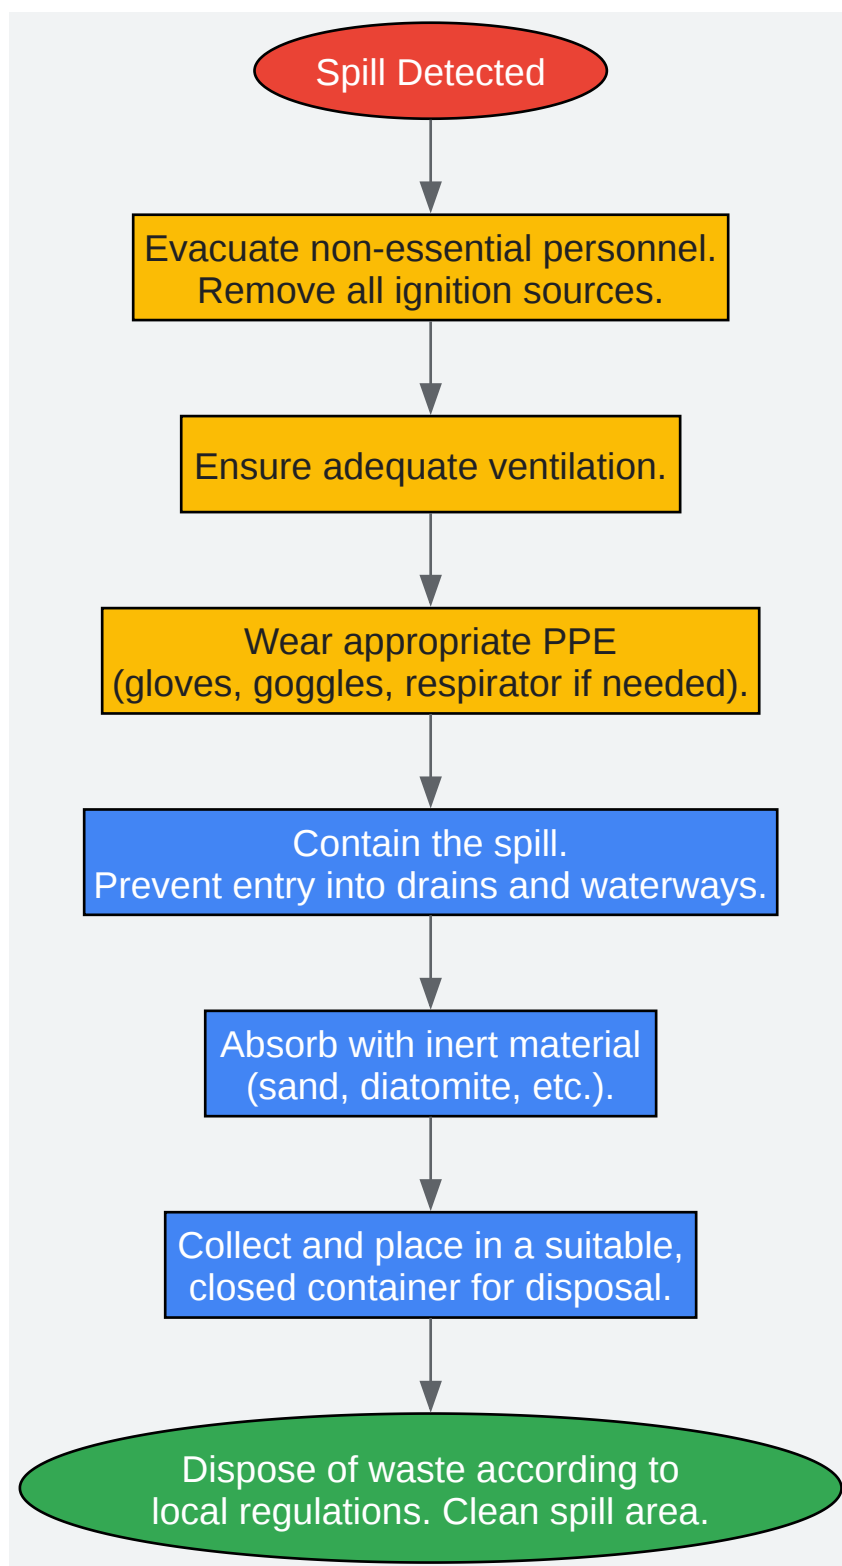 Spill Detected
Evacuate non-essential personnel.
Remove all ignition sources.
Ensure adequate ventilation.
Wear appropriate PPE
(gloves, goggles, respirator if needed).
Contain the spill.
Prevent entry into drains and waterways.
Absorb with inert material
(sand, diatomite, etc.).
Collect and place in a suitable,
closed container for disposal.
Dispose of waste according to
local regulations. Clean spill area.